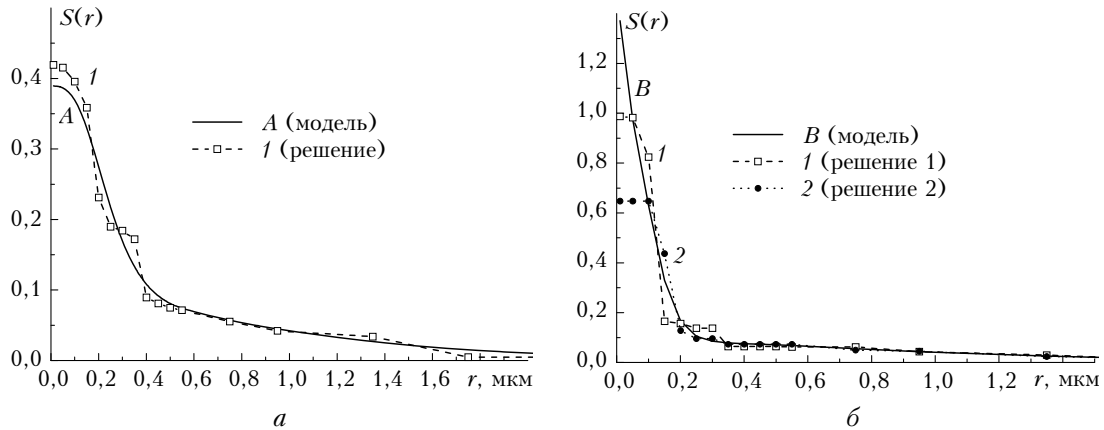 S(r)
0,4
0,3
0,2
0,1
0,0
1
A
A (модель)
1 (решение)
0 0,2 0,4 0,6 0,8 1,0 1,2 1,4 1,6 r, мкм
а
S(r)
1,2
1,0
0,8
0,6
0,4
0,2
0,0
B
1
2
B (модель)
1 (решение 1)
2 (решение 2)
0,0 0,2 0,4 0,6 0,8 1,0 1,2 r, мкм
б